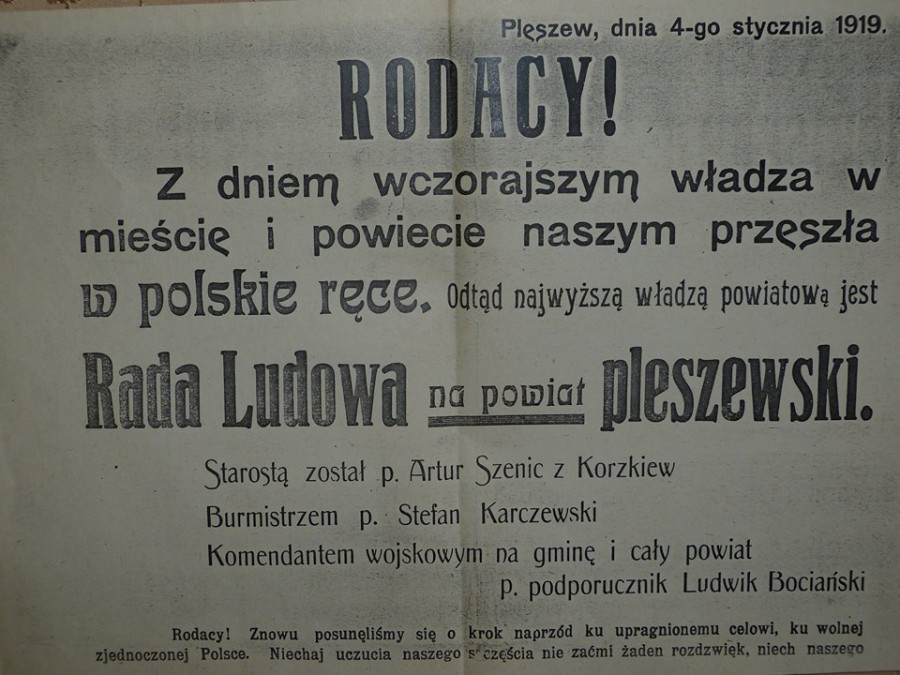 Pleszew, dnia 4-go stycznia 1919.
RODACY!
Z dniem wczorajszym władza w
mieście i powiecie naszym przeszła
w polskie ręce. Odtąd najwyższą władzą powiatową jest
Rada Ludowa na powiat pleszewski.
Starostą został p. Artur Szenic z Korzkiew
Burmistrzem p. Stefan Karczewski
Komendantem wojskowym na gminę i cały powiat
p. podporucznik Ludwik Bociański
Rodacy! Znowu posunęliśmy się o krok naprzód ku upragnionemu celowi, ku wolnej
zjednoczonej Polsce. Niechaj uczucia naszego szczęścia nie zaćmi żaden rozdzwięk, niech naszego